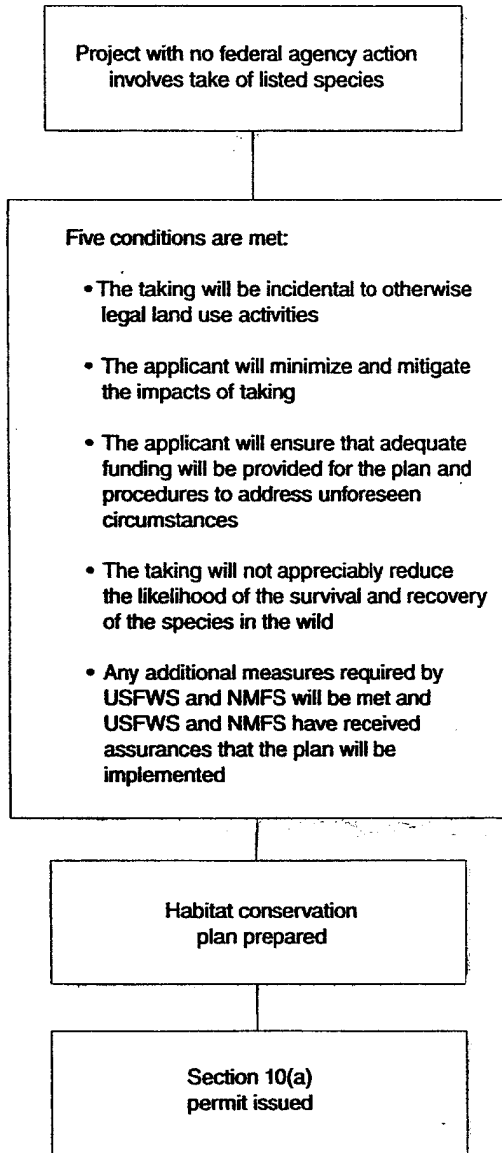 Project with no federal agency action
involves take of listed species
Five conditions are met:
• The taking will be incidental to otherwise
legal land use activities
• The applicant will minimize and mitigate
the impacts of taking
• The applicant will ensure that adequate
funding will be provided for the plan and
procedures to address unforeseen
circumstances
• The taking will not appreciably reduce
the likelihood of the survival and recovery
of the species in the wild
• Any additional measures required by
USFWS and NMFS will be met and
USFWS and NMFS have received
assurances that the plan will be
implemented
Habitat conservation
plan prepared
Section 10(a)
permit issued